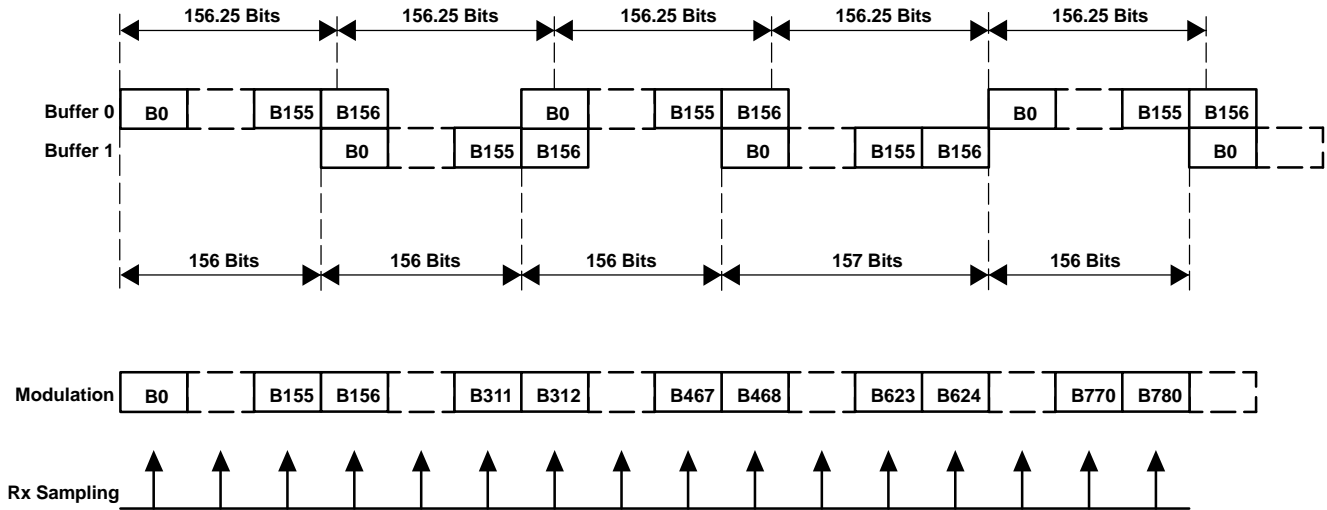 156.25 Bits 156.25 Bits 156.25 Bits 156.25 Bits 156.25 Bits
Buffer 0 B0 B155 B156 B0 B155 B156 B0 B155 B156
Buffer 1 B0 B155 B156 B0 B155 B156 B0
156 Bits 156 Bits 156 Bits 157 Bits 156 Bits
Modulation B0 B155 B156 B311 B312 B467 B468 B623 B624 B770 B780
Rx Sampling